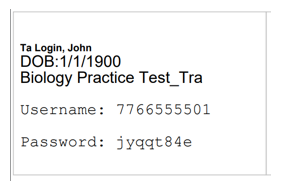 Ta Login, John
DOB:1/1/1900
Biology Practice Test_Tra
Username: 7766555501
Password: jyqqt84e